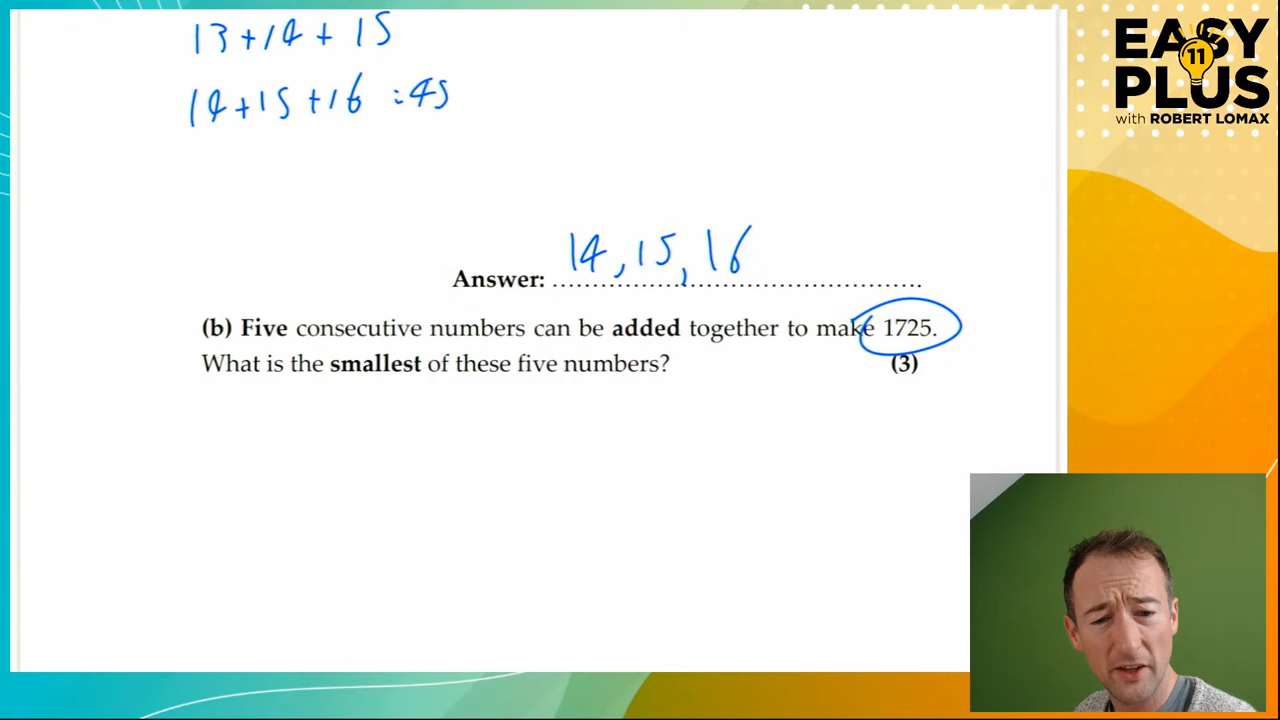 13+14+15
14+15+16 :45
EASY
11
PLUS
with ROBERT LOMAX
14, 15, 16
Answer: ................................................
(b) Five consecutive numbers can be added together to make 1725.
What is the smallest of these five numbers? (3)